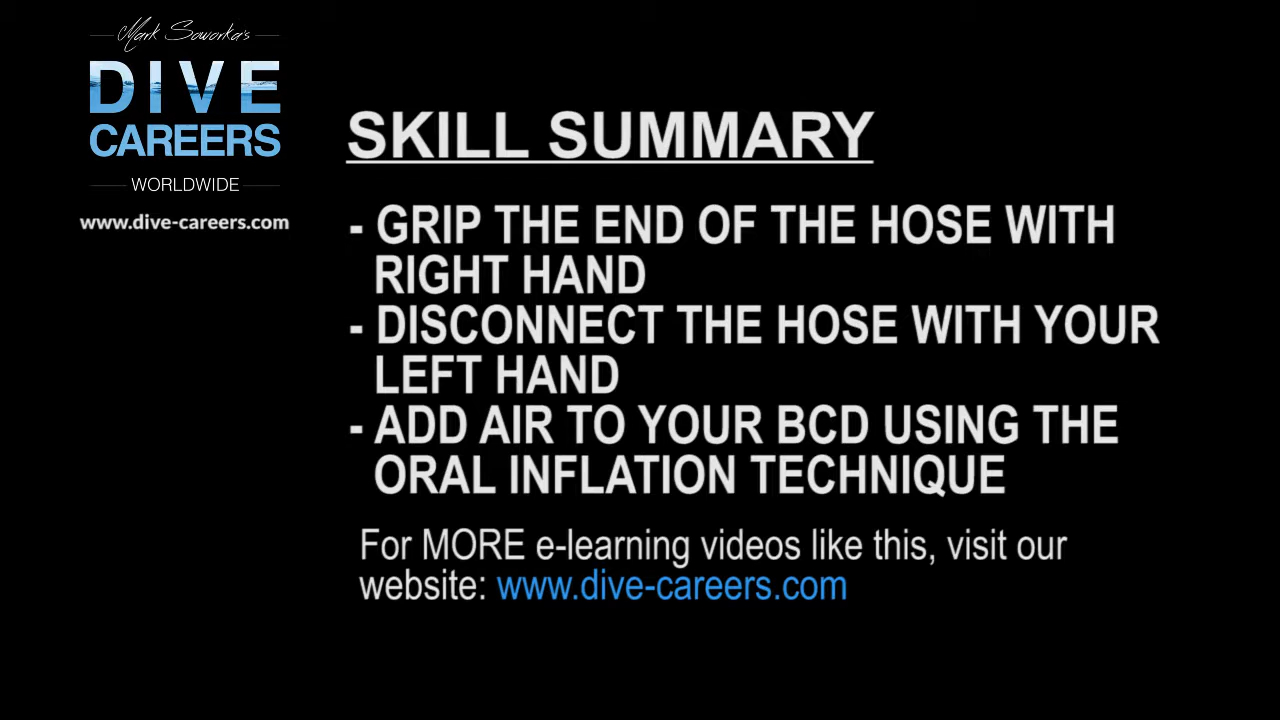 Mark Soworka's
DIVE
CAREERS
WORLDWIDE
www.dive-careers.com
SKILL SUMMARY
- GRIP THE END OF THE HOSE WITH
RIGHT HAND
- DISCONNECT THE HOSE WITH YOUR
LEFT HAND
- ADD AIR TO YOUR BCD USING THE
ORAL INFLATION TECHNIQUE
For MORE e-learning videos like this, visit our
website: www.dive-careers.com